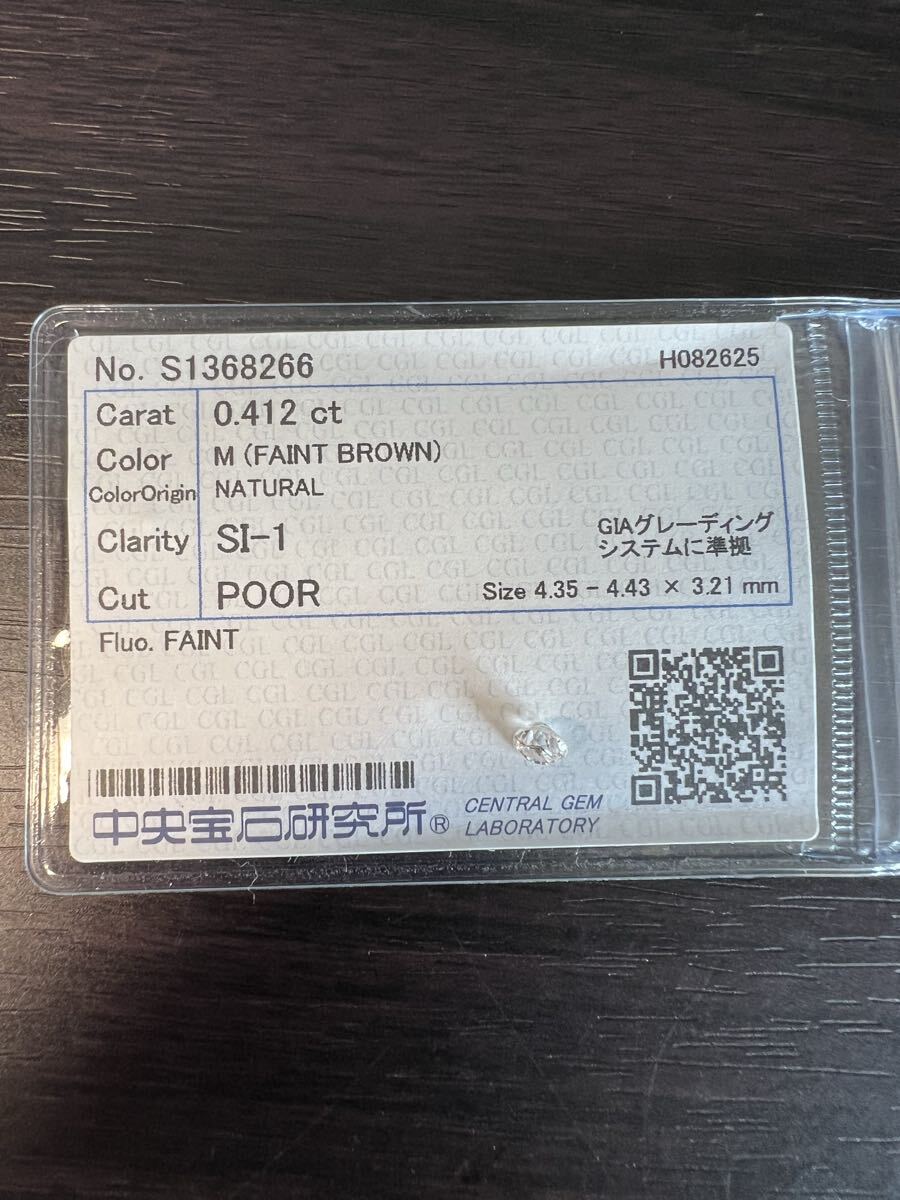 No. S1368266 H082625
Carat 0.412 ct
Color M (FAINT BROWN)
ColorOrigin NATURAL
Clarity SI-1 GIAグレーディング
システムに準拠
Cut POOR Size 4.35 - 4.43 × 3.21 mm
Fluo. FAINT
中央宝石研究所® CENTRAL GEM
LABORATORY